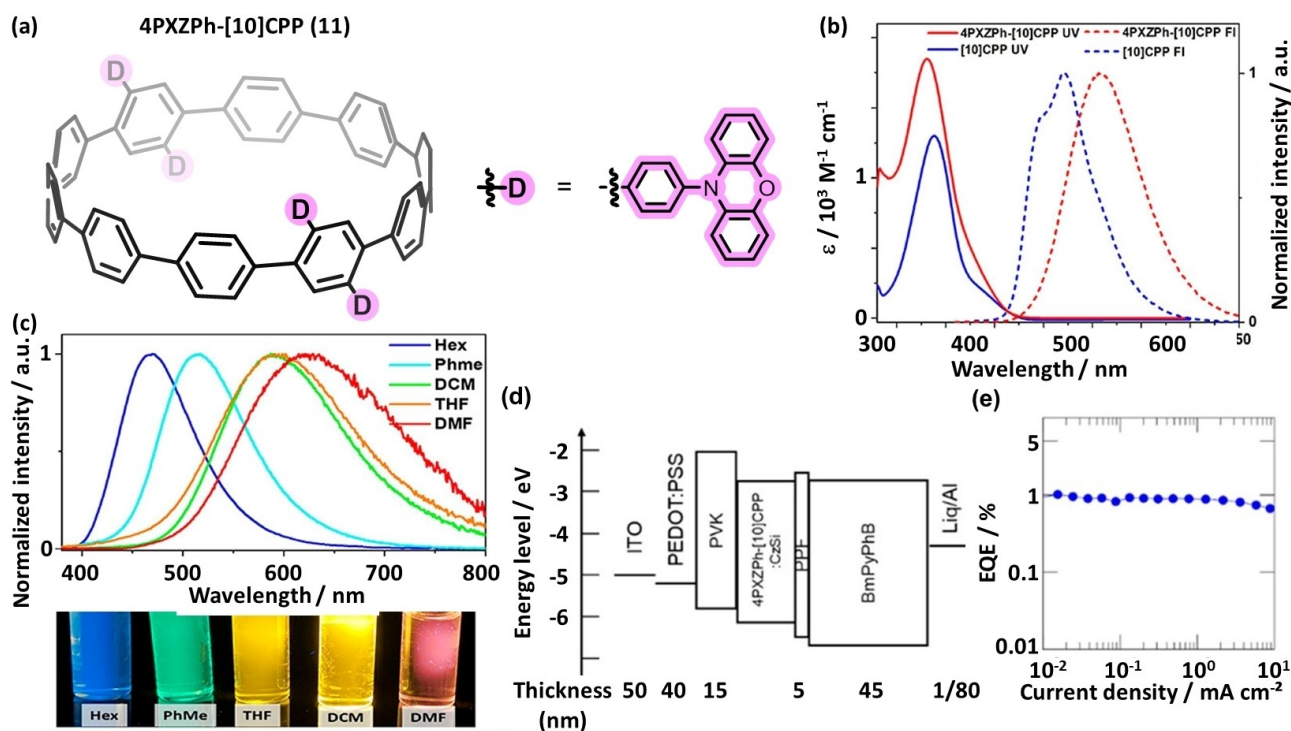 (a)
4PXZPh-[10]CPP (11)
D
D
D
D
D
=
N
O
(b)
4PXZPh-[10]CPP UV
4PXZPh-[10]CPP Fl
[10]CPP UV
[10]CPP Fl
ε / 10³ M⁻¹ cm⁻¹
1
0
300
400
500
600
50
Wavelength / nm
1
0
Normalized intensity / a.u.
(c)
Normalized intensity / a.u.
1
0
Hex
Phme
DCM
THF
DMF
400
500
600
700
800
Wavelength / nm
Hex
PhMe
THF
DCM
DMF
(d)
Energy level / eV
-2
-3
-4
-5
-6
ITO
PEDOT:PSS
PVK
4PXZPh-[10]CPP
:CzSi
PPF
BmPyPhB
Liq/Al
Thickness
(nm)
50
40
15
5
45
1/80
(e)
EQE / %
5
1
0.1
0.01
10⁻²
10⁻¹
10⁰
10¹
Current density / mA cm⁻²